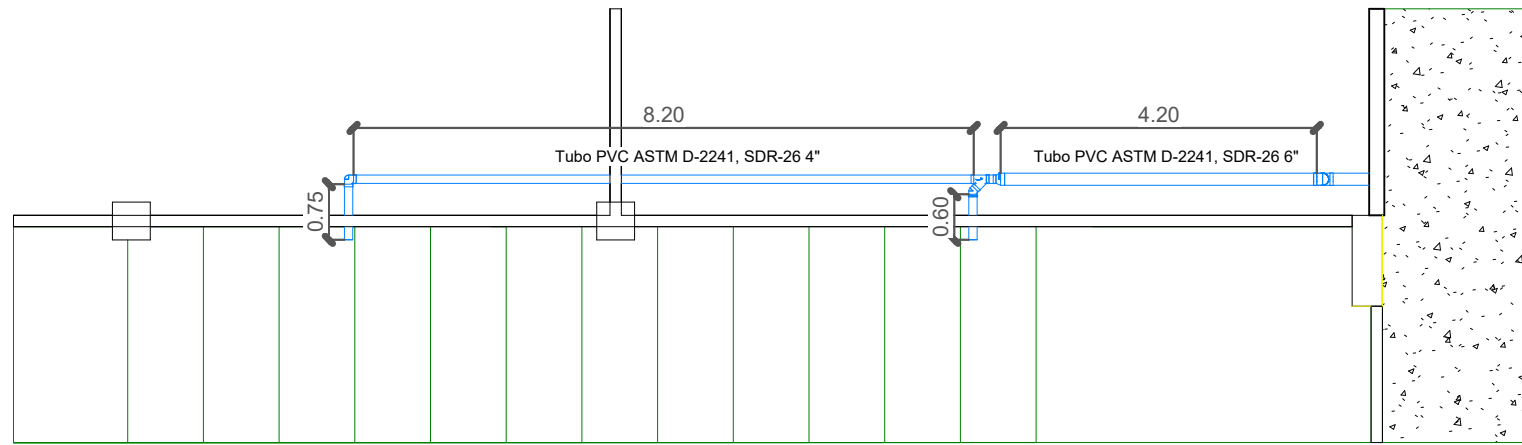 8.20
4.20
Tubo PVC ASTM D-2241, SDR-26 4"
Tubo PVC ASTM D-2241, SDR-26 6"
0.75
0.60